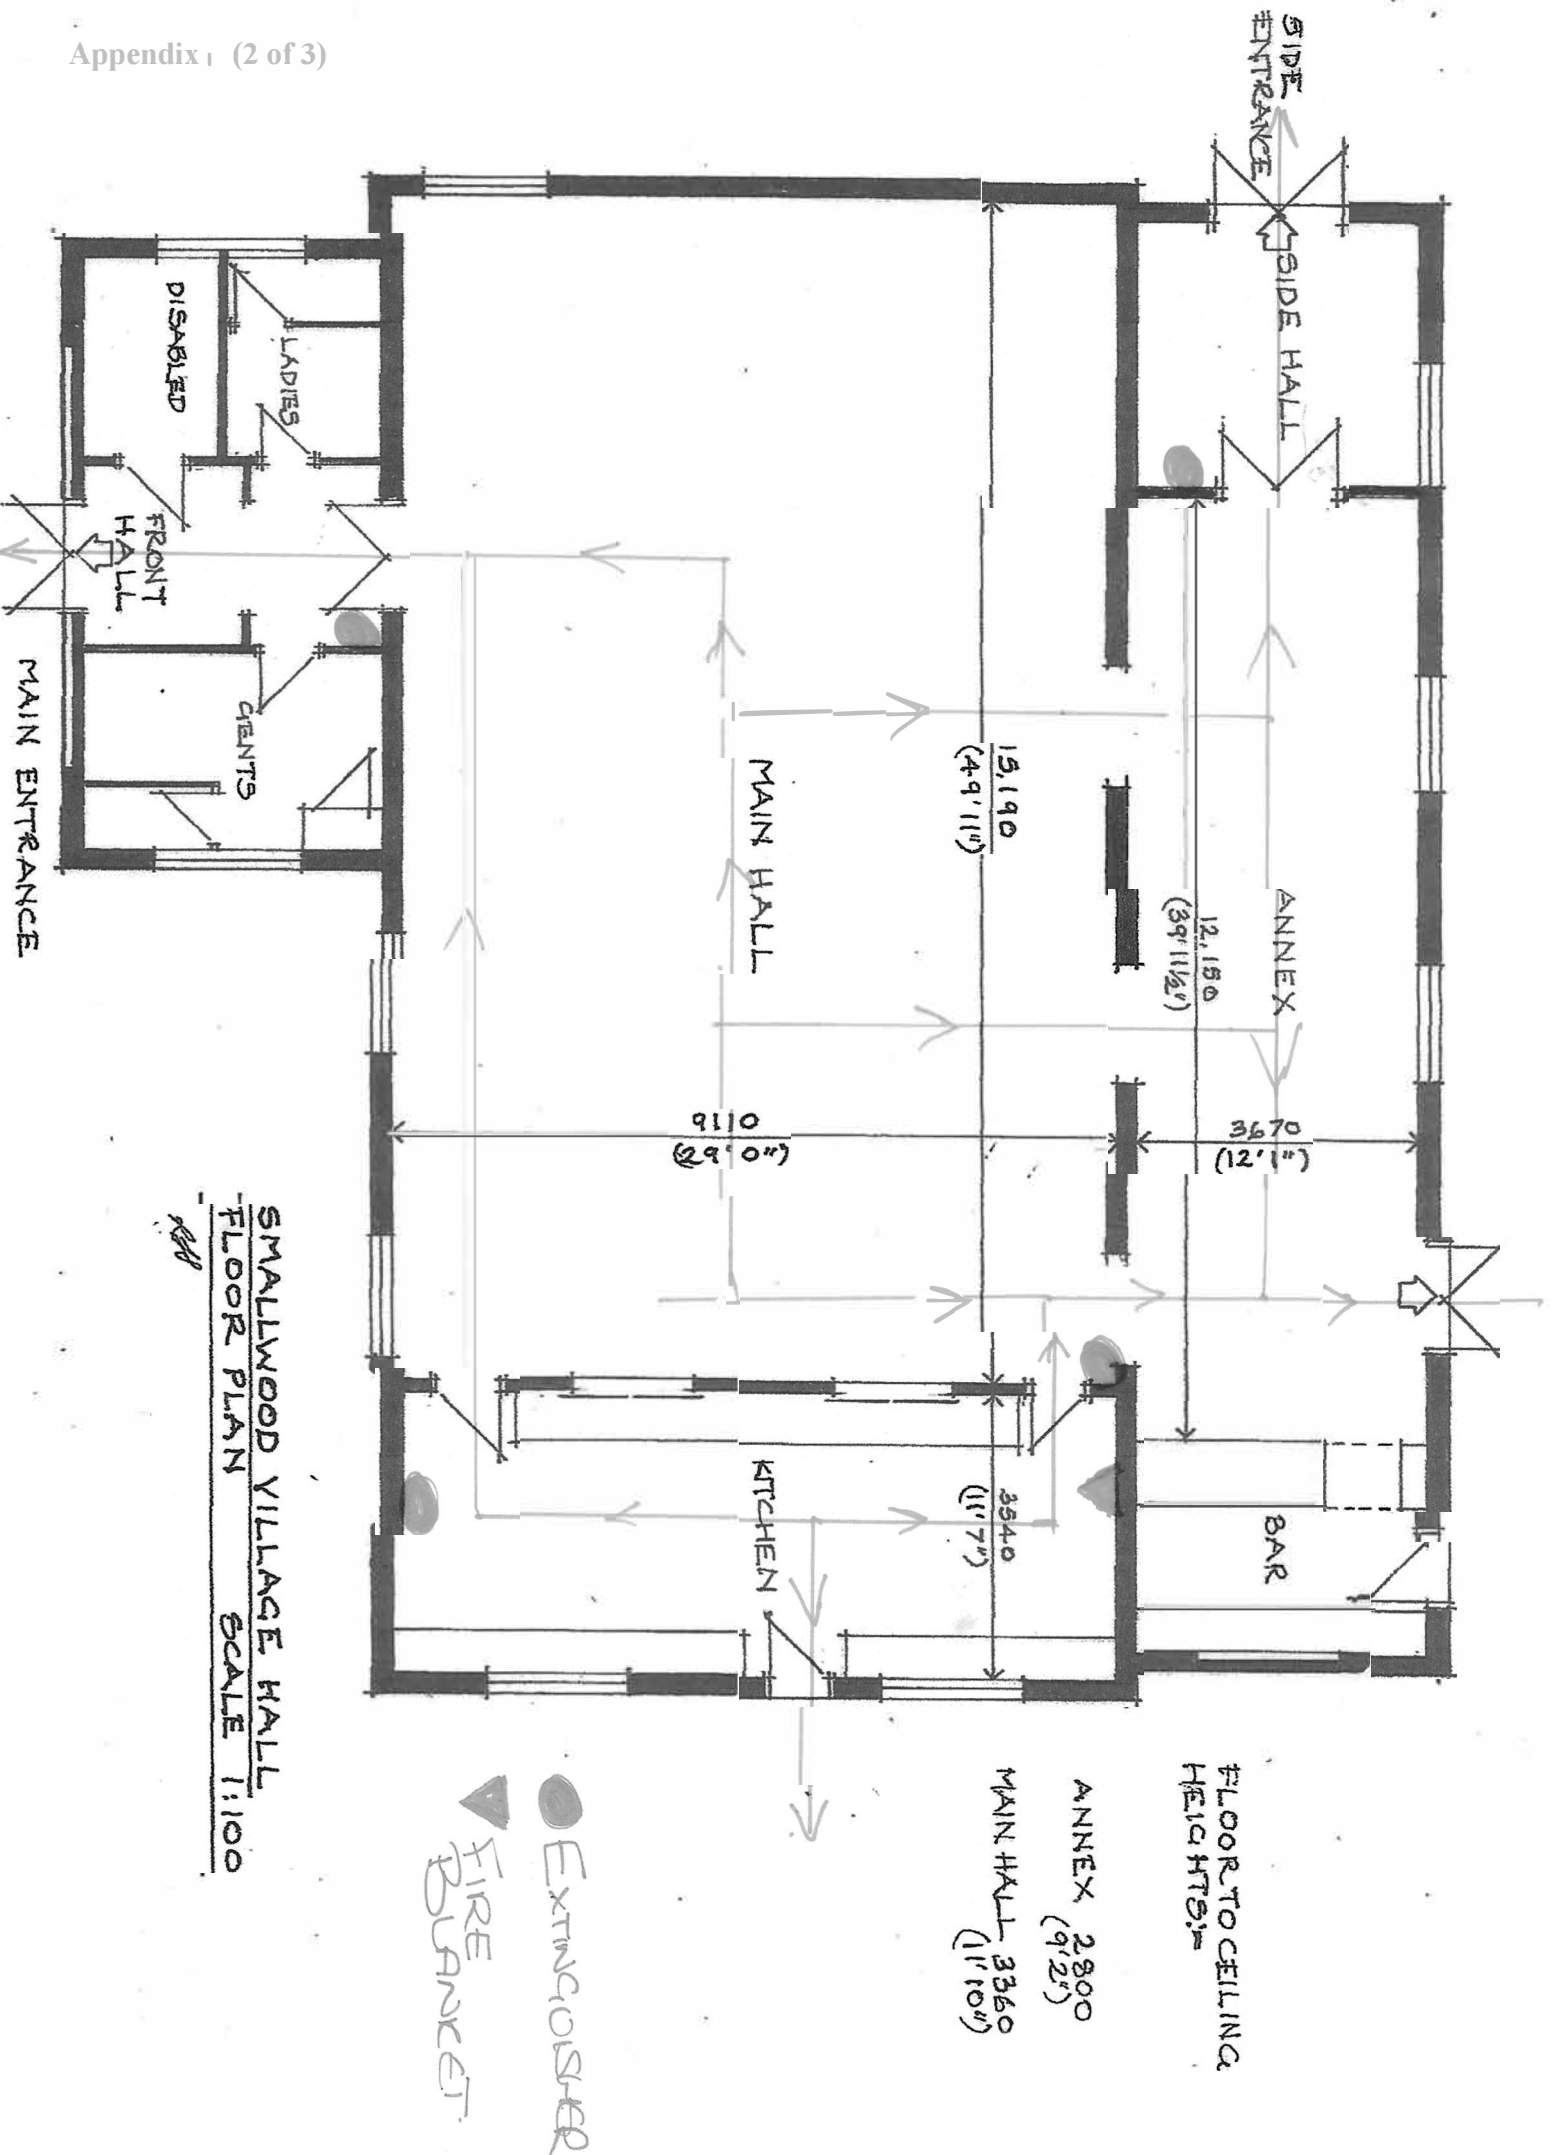 Appendix 1 (2 of 3)
SIDE
ENTRANCE
SIDE HALL
DISABLED
LADIES
FRONT
HALL
GENTS
MAIN ENTRANCE
MAIN HALL
15,190
(49'11")
ANNEX
12,150
(39'11½")
9110
(29'0")
3670
(12'1")
KITCHEN
3540
(11'7")
BAR
SMALLWOOD VILLAGE HALL
FLOOR PLAN SCALE 1:100
FLOOR TO CEILING
HEIGHTS:=
ANNEX 2800
(9'2")
MAIN HALL 3360
(11'10")
EXTINGUISHER
FIRE
BLANKET